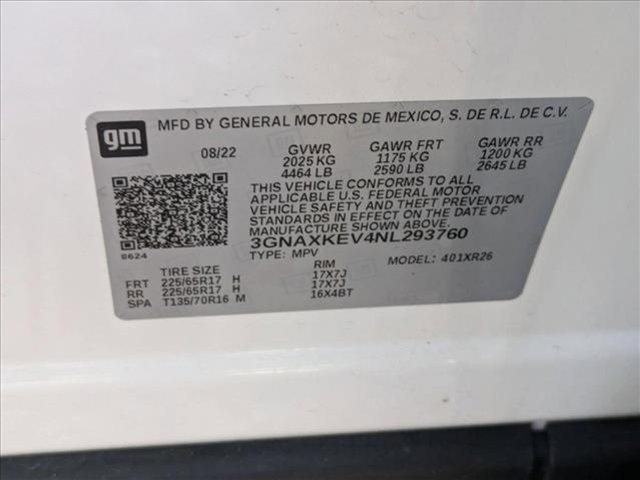 gm
MFD BY GENERAL MOTORS DE MEXICO, S. DE R.L. DE C.V.
08/22 GVWR GAWR FRT GAWR RR
2025 KG 1175 KG 1200 KG
4464 LB 2590 LB 2645 LB
THIS VEHICLE CONFORMS TO ALL
APPLICABLE U.S. FEDERAL MOTOR
VEHICLE SAFETY AND THEFT PREVENTION
STANDARDS IN EFFECT ON THE DATE OF
MANUFACTURE SHOWN ABOVE.
3GNAXKEV4NL293760
8624 TYPE: MPV MODEL: 401XR26
TIRE SIZE RIM
FRT 225/65R17 H 17X7J
RR 225/65R17 H 17X7J
SPA T135/70R16 M 16X4BT